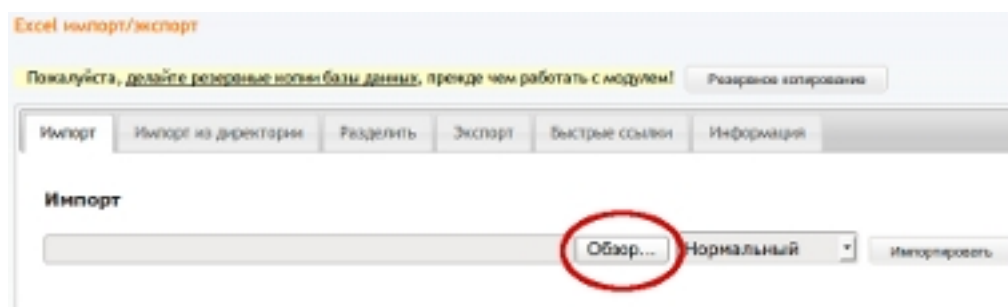 Excel импорт/экспорт
Пожалуйста, делайте резервные копии базы данных, прежде чем работать с модулем! Резервное копирование
Импорт Импорт из директории Разделить Экспорт Быстрые ссылки Информация
Импорт
Обзор... Нормальный Импортировать